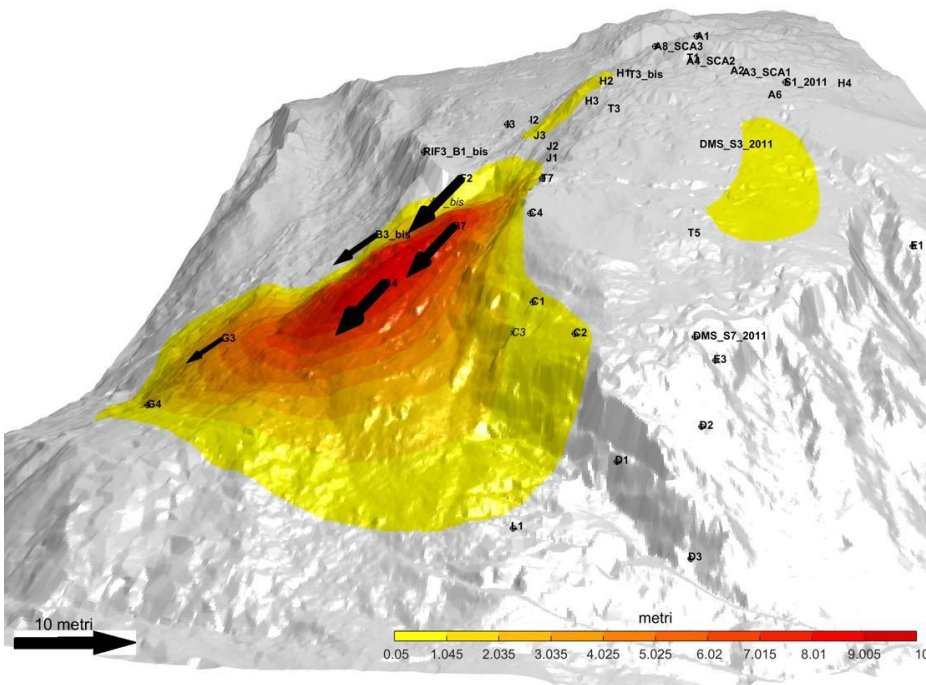 A1
A8_SCA3
T1
A4_SCA2
A2
A3_SCA1
H1
T3_bis
H2
S1_2011
H4
A6
H3
T3
I2
I3
J3
DMS_S3_2011
J2
RIF3_B1_bis
J1
F2
T7
_bis
C4
B3_bis
T5
E1
C1
C3
C2
G3
DMS_S7_2011
E3
G4
D2
D1
L1
D3
10 metri
metri
0.05 1.045 2.035 3.035 4.025 5.025 6.02 7.015 8.01 9.005 10